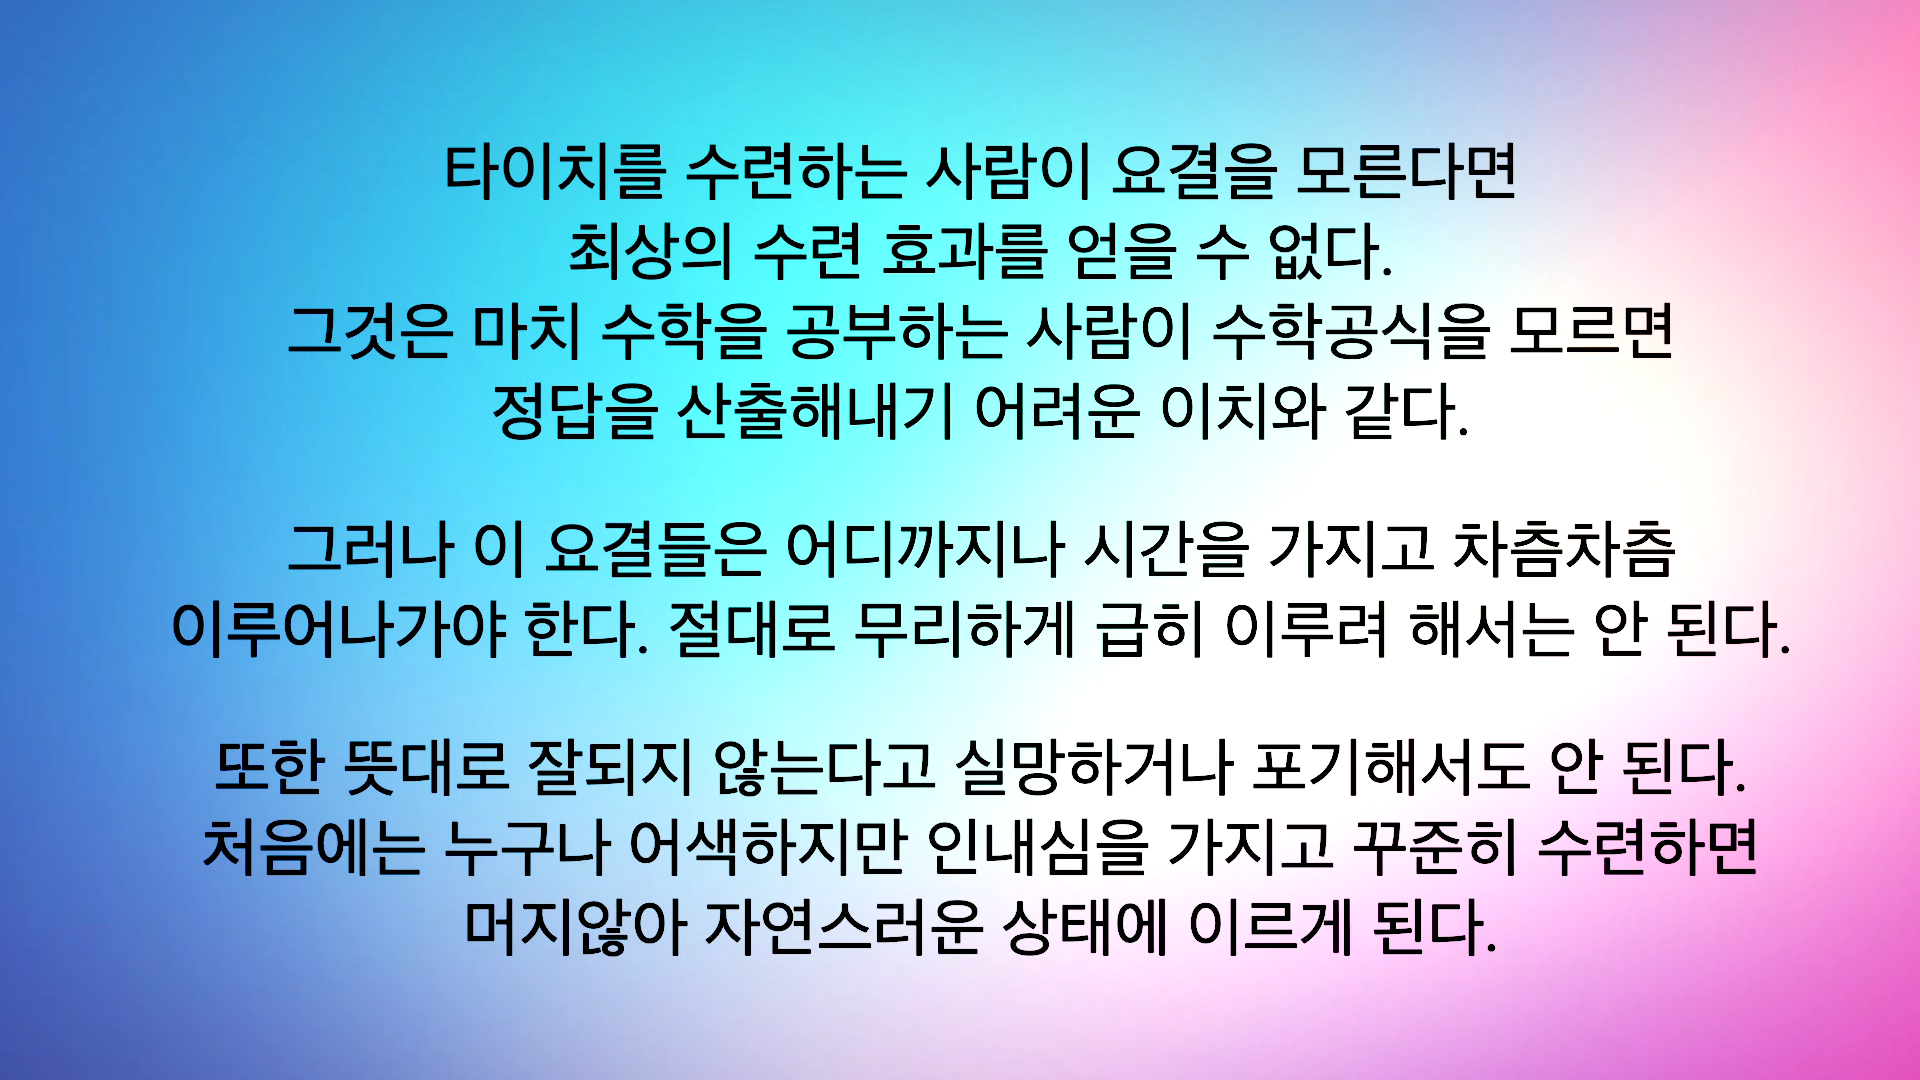 타이치를 수련하는 사람이 요결을 모른다면
최상의 수련 효과를 얻을 수 없다.
그것은 마치 수학을 공부하는 사람이 수학공식을 모르면
정답을 산출해내기 어려운 이치와 같다.
그러나 이 요결들은 어디까지나 시간을 가지고 차츰차츰
이루어나가야 한다. 절대로 무리하게 급히 이루려 해서는 안 된다.
또한 뜻대로 잘되지 않는다고 실망하거나 포기해서도 안 된다.
처음에는 누구나 어색하지만 인내심을 가지고 꾸준히 수련하면
머지않아 자연스러운 상태에 이르게 된다.